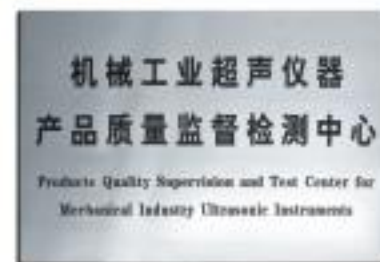 机械工业超声仪器
产品质量监督检测中心
Products Quality Supervision and Test Center for
Mechanical Industry Ultrasonic Instruments